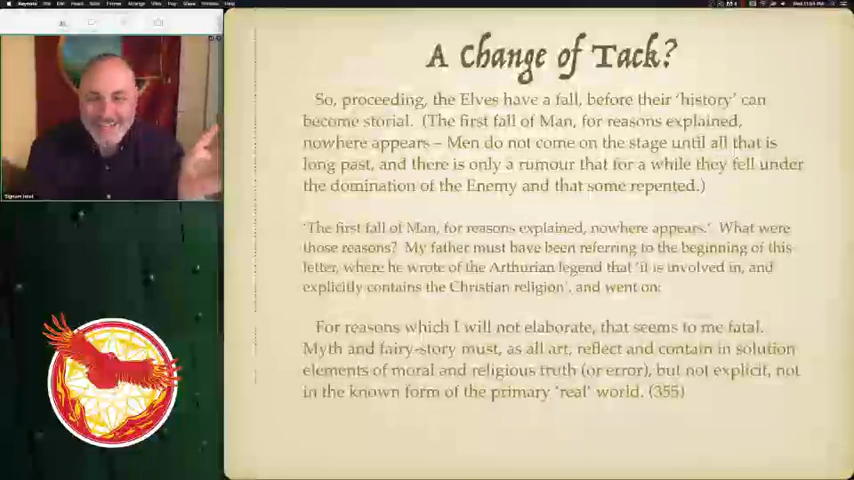 A Change of Tack?
So, proceeding, the Elves have a fall, before their 'history' can
become storial. (The first fall of Man, for reasons explained,
nowhere appears – Men do not come on the stage until all that is
long past, and there is only a rumour that for a while they fell under
the domination of the Enemy and that some repented.)
'The first fall of Man, for reasons explained, nowhere appears.' What were
those reasons? My father must have been referring to the beginning of this
letter, where he wrote of the Arthurian legend that 'it is involved in, and
explicitly contains the Christian religion', and went on:
For reasons which I will not elaborate, that seems to me fatal.
Myth and fairy-story must, as all art, reflect and contain in solution
elements of moral and religious truth (or error), but not explicit, not
in the known form of the primary 'real' world. (355)